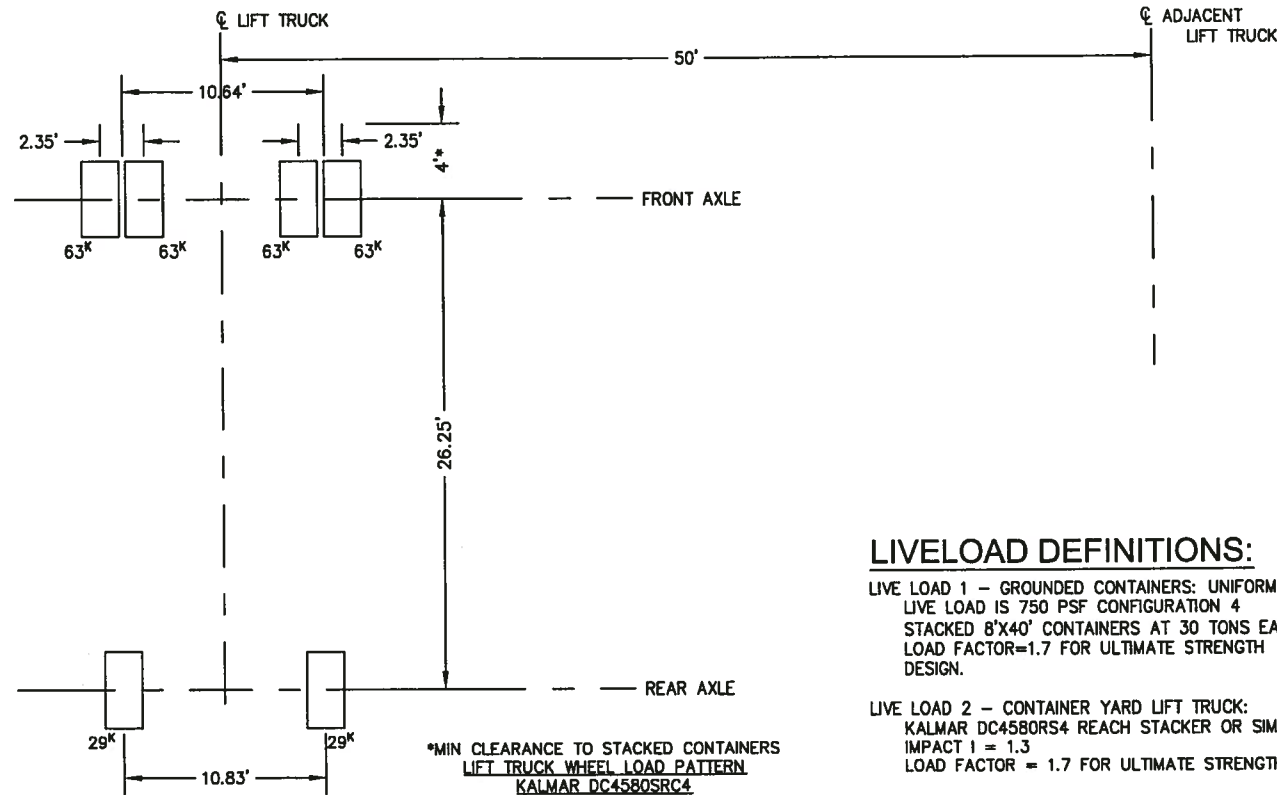 ℄ LIFT TRUCK
℄ ADJACENT
LIFT TRUCK
50'
10.64'
2.35'
2.35'
4'*
FRONT AXLE
63ᴷ
63ᴷ
63ᴷ
63ᴷ
26.25'
REAR AXLE
29ᴷ
29ᴷ
10.83'
*MIN CLEARANCE TO STACKED CONTAINERS
LIFT TRUCK WHEEL LOAD PATTERN
KALMAR DC4580SRC4
LIVELOAD DEFINITIONS:
LIVE LOAD 1 – GROUNDED CONTAINERS: UNIFORM
LIVE LOAD IS 750 PSF CONFIGURATION 4
STACKED 8'X40' CONTAINERS AT 30 TONS EA
LOAD FACTOR=1.7 FOR ULTIMATE STRENGTH
DESIGN.
LIVE LOAD 2 – CONTAINER YARD LIFT TRUCK:
KALMAR DC4580RS4 REACH STACKER OR SIM
IMPACT I = 1.3
LOAD FACTOR = 1.7 FOR ULTIMATE STRENGTH